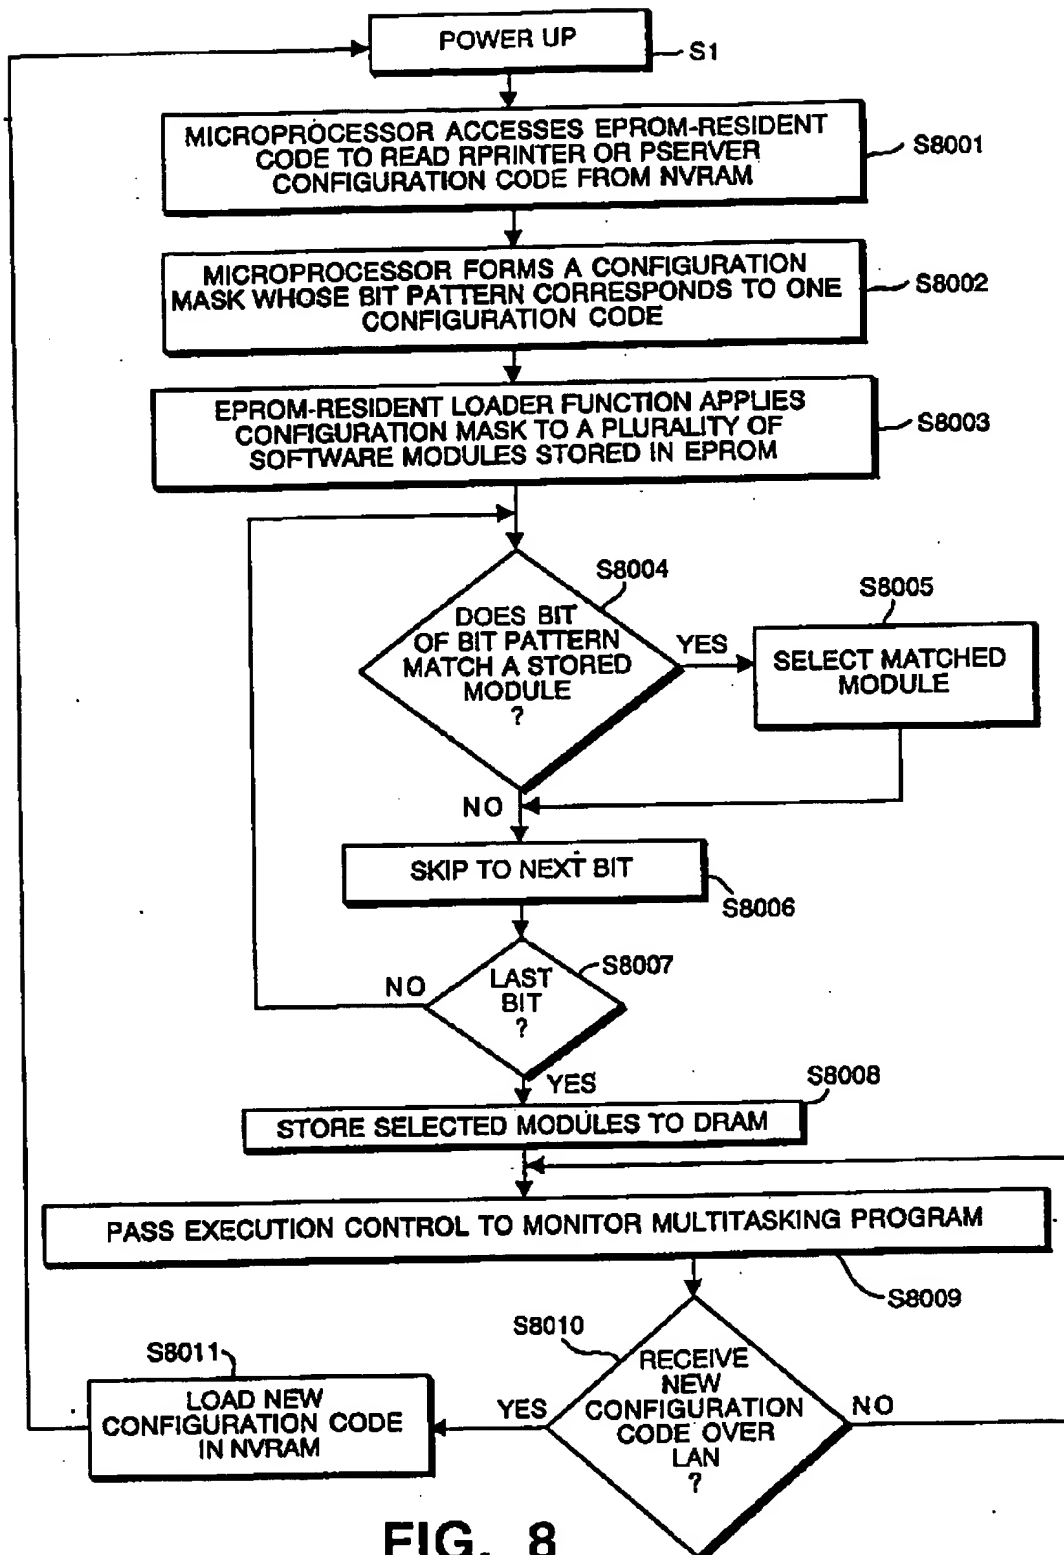 POWER UP
S1
MICROPROCESSOR ACCESSES EPROM-RESIDENT
CODE TO READ RPRINTER OR PSERVER
CONFIGURATION CODE FROM NVRAM
S8001
MICROPROCESSOR FORMS A CONFIGURATION
MASK WHOSE BIT PATTERN CORRESPONDS TO ONE
CONFIGURATION CODE
S8002
EPROM-RESIDENT LOADER FUNCTION APPLIES
CONFIGURATION MASK TO A PLURALITY OF
SOFTWARE MODULES STORED IN EPROM
S8003
S8004
DOES BIT
OF BIT PATTERN
MATCH A STORED
MODULE
?
YES
S8005
SELECT MATCHED
MODULE
NO
SKIP TO NEXT BIT
S8006
S8007
LAST
BIT
?
NO
YES
S8008
STORE SELECTED MODULES TO DRAM
PASS EXECUTION CONTROL TO MONITOR MULTITASKING PROGRAM
S8009
S8010
RECEIVE
NEW
CONFIGURATION
CODE OVER
LAN
?
YES
NO
S8011
LOAD NEW
CONFIGURATION CODE
IN NVRAM
FIG. 8